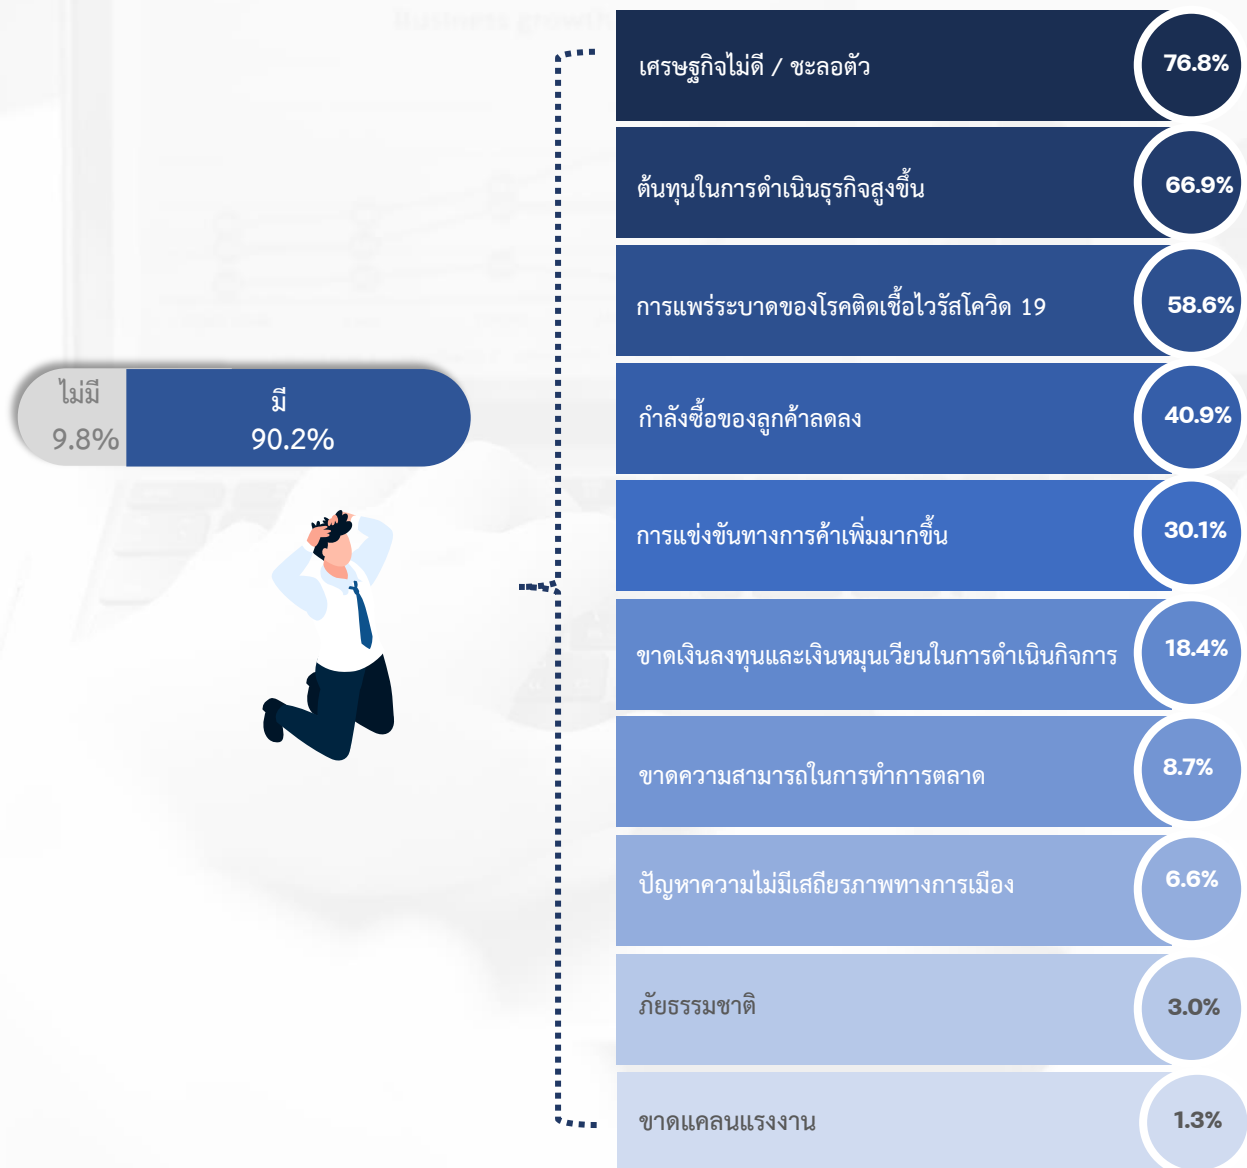 Business growth
เศรษฐกิจไม่ดี / ชะลอตัว
76.8%
ต้นทุนในการดำเนินธุรกิจสูงขึ้น
66.9%
การแพร่ระบาดของโรคติดเชื้อไวรัสโควิด 19
58.6%
ไม่มี
9.8%
มี
90.2%
กำลังซื้อของลูกค้าลดลง
40.9%
การแข่งขันทางการค้าเพิ่มมากขึ้น
30.1%
ขาดเงินลงทุนและเงินหมุนเวียนในการดำเนินกิจการ
18.4%
ขาดความสามารถในการทำการตลาด
8.7%
ปัญหาความไม่มีเสถียรภาพทางการเมือง
6.6%
ภัยธรรมชาติ
3.0%
ขาดแคลนแรงงาน
1.3%